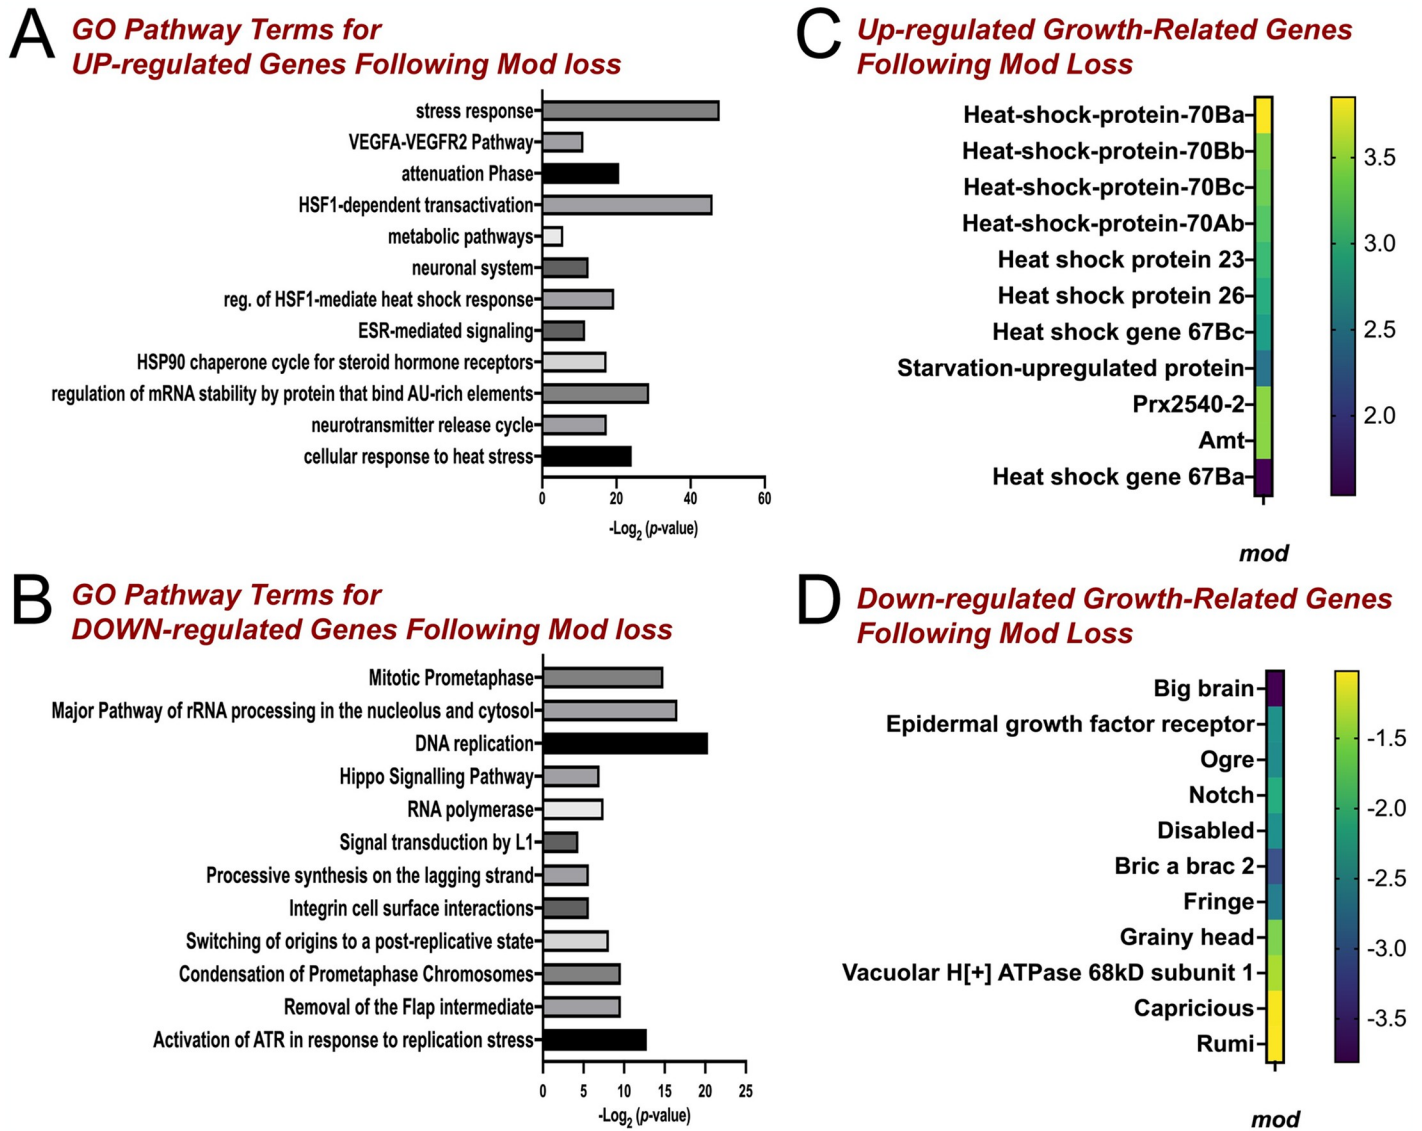 A
GO Pathway Terms for
UP-regulated Genes Following Mod loss
stress response
VEGFA-VEGFR2 Pathway
attenuation Phase
HSF1-dependent transactivation
metabolic pathways
neuronal system
reg. of HSF1-mediate heat shock response
ESR-mediated signaling
HSP90 chaperone cycle for steroid hormone receptors
regulation of mRNA stability by protein that bind AU-rich elements
neurotransmitter release cycle
cellular response to heat stress
0 20 40 60
-Log2 (p-value)
B
GO Pathway Terms for
DOWN-regulated Genes Following Mod loss
Mitotic Prometaphase
Major Pathway of rRNA processing in the nucleolus and cytosol
DNA replication
Hippo Signalling Pathway
RNA polymerase
Signal transduction by L1
Processive synthesis on the lagging strand
Integrin cell surface interactions
Switching of origins to a post-replicative state
Condensation of Prometaphase Chromosomes
Removal of the Flap intermediate
Activation of ATR in response to replication stress
0 5 10 15 20 25
-Log2 (p-value)
C
Up-regulated Growth-Related Genes
Following Mod Loss
Heat-shock-protein-70Ba
Heat-shock-protein-70Bb
Heat-shock-protein-70Bc
Heat-shock-protein-70Ab
Heat shock protein 23
Heat shock protein 26
Heat shock gene 67Bc
Starvation-upregulated protein
Prx2540-2
Amt
Heat shock gene 67Ba
3.5
3.0
2.5
2.0
mod
D
Down-regulated Growth-Related Genes
Following Mod Loss
Big brain
Epidermal growth factor receptor
Ogre
Notch
Disabled
Bric a brac 2
Fringe
Grainy head
Vacuolar H[+] ATPase 68kD subunit 1
Capricious
Rumi
-1.5
-2.0
-2.5
-3.0
-3.5
mod